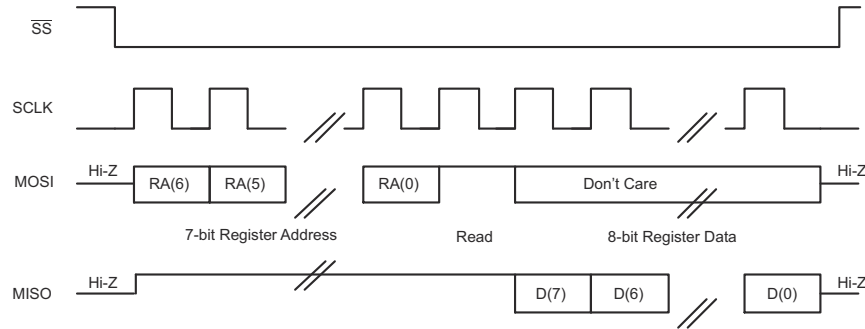 SS
SCLK
Hi-Z Hi-Z
MOSI RA(6) RA(5) RA(0) Don't Care
7-bit Register Address Read 8-bit Register Data
Hi-Z Hi-Z
MISO D(7) D(6) D(0)